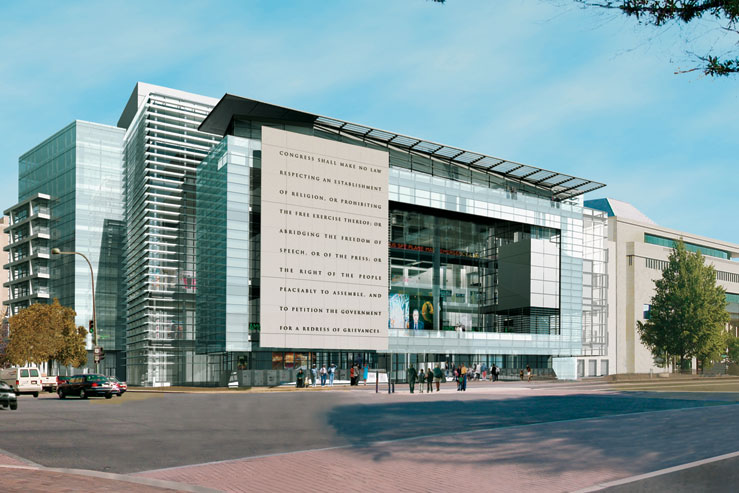 CONGRESS SHALL MAKE NO LAW
RESPECTING AN ESTABLISHMENT
OF RELIGION, OR PROHIBITING
THE FREE EXERCISE THEREOF; OR
ABRIDGING THE FREEDOM OF
SPEECH, OR OF THE PRESS; OR
THE RIGHT OF THE PEOPLE
PEACEABLY TO ASSEMBLE, AND
TO PETITION THE GOVERNMENT
FOR A REDRESS OF GRIEVANCES.